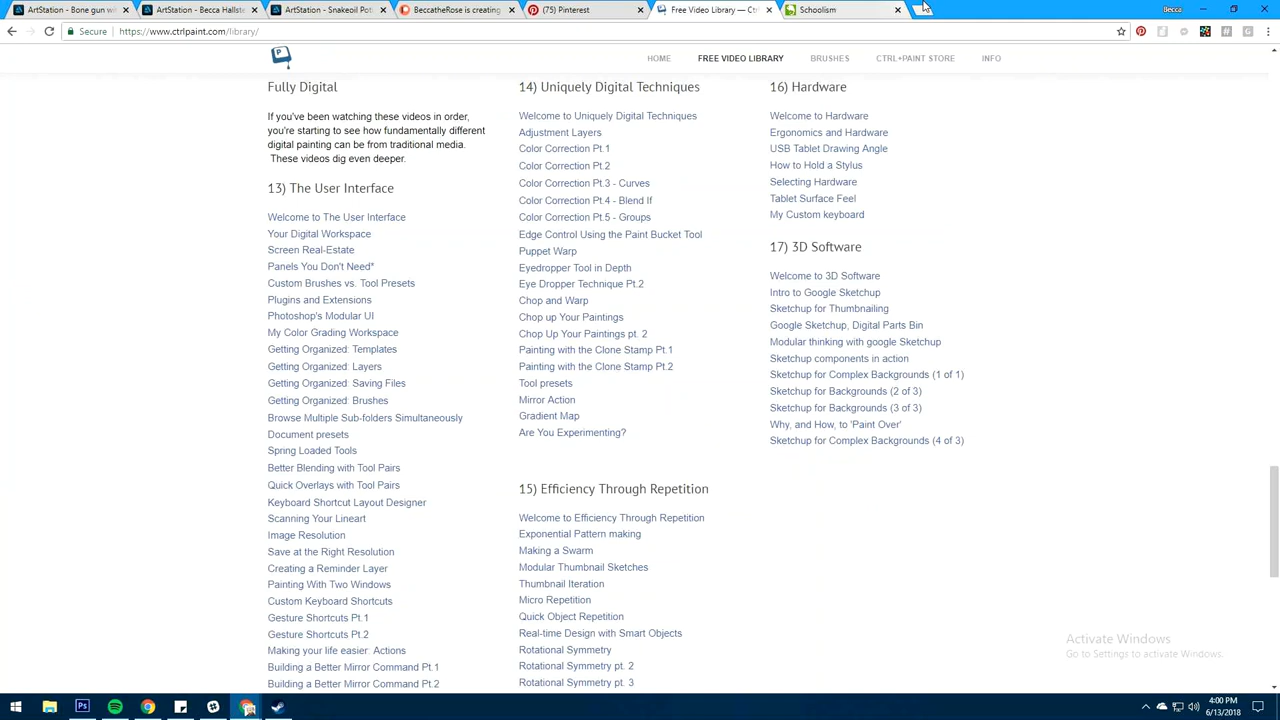 ArtStation - Bone gun wi
ArtStation - Becca Hallste
ArtStation - Snakeoil Pot
BeccatheRose is creating
(75) Pinterest
Free Video Library — Ctr
Schoolism
Becca
Secure | https://www.ctrlpaint.com/library/
HOME
FREE VIDEO LIBRARY
BRUSHES
CTRL+PAINT STORE
INFO
Fully Digital
If you've been watching these videos in order,
you're starting to see how fundamentally different
digital painting can be from traditional media.
These videos dig even deeper.
13) The User Interface
Welcome to The User Interface
Your Digital Workspace
Screen Real-Estate
Panels You Don't Need*
Custom Brushes vs. Tool Presets
Plugins and Extensions
Photoshop's Modular UI
My Color Grading Workspace
Getting Organized: Templates
Getting Organized: Layers
Getting Organized: Saving Files
Getting Organized: Brushes
Browse Multiple Sub-folders Simultaneously
Document presets
Spring Loaded Tools
Better Blending with Tool Pairs
Quick Overlays with Tool Pairs
Keyboard Shortcut Layout Designer
Scanning Your Lineart
Image Resolution
Save at the Right Resolution
Creating a Reminder Layer
Painting With Two Windows
Custom Keyboard Shortcuts
Gesture Shortcuts Pt.1
Gesture Shortcuts Pt.2
Making your life easier: Actions
Building a Better Mirror Command Pt.1
Building a Better Mirror Command Pt.2
14) Uniquely Digital Techniques
Welcome to Uniquely Digital Techniques
Adjustment Layers
Color Correction Pt.1
Color Correction Pt.2
Color Correction Pt.3 - Curves
Color Correction Pt.4 - Blend If
Color Correction Pt.5 - Groups
Edge Control Using the Paint Bucket Tool
Puppet Warp
Eyedropper Tool in Depth
Eye Dropper Technique Pt.2
Chop and Warp
Chop up Your Paintings
Chop Up Your Paintings pt. 2
Painting with the Clone Stamp Pt.1
Painting with the Clone Stamp Pt.2
Tool presets
Mirror Action
Gradient Map
Are You Experimenting?
15) Efficiency Through Repetition
Welcome to Efficiency Through Repetition
Exponential Pattern making
Making a Swarm
Modular Thumbnail Sketches
Thumbnail Iteration
Micro Repetition
Quick Object Repetition
Real-time Design with Smart Objects
Rotational Symmetry
Rotational Symmetry pt. 2
Rotational Symmetry pt. 3
16) Hardware
Welcome to Hardware
Ergonomics and Hardware
USB Tablet Drawing Angle
How to Hold a Stylus
Selecting Hardware
Tablet Surface Feel
My Custom keyboard
17) 3D Software
Welcome to 3D Software
Intro to Google Sketchup
Sketchup for Thumbnailing
Google Sketchup, Digital Parts Bin
Modular thinking with google Sketchup
Sketchup components in action
Sketchup for Complex Backgrounds (1 of 1)
Sketchup for Backgrounds (2 of 3)
Sketchup for Backgrounds (3 of 3)
Why, and How, to 'Paint Over'
Sketchup for Complex Backgrounds (4 of 3)
Activate Windows
Go to Settings to activate Windows.
Ps
4:00 PM
6/13/2018